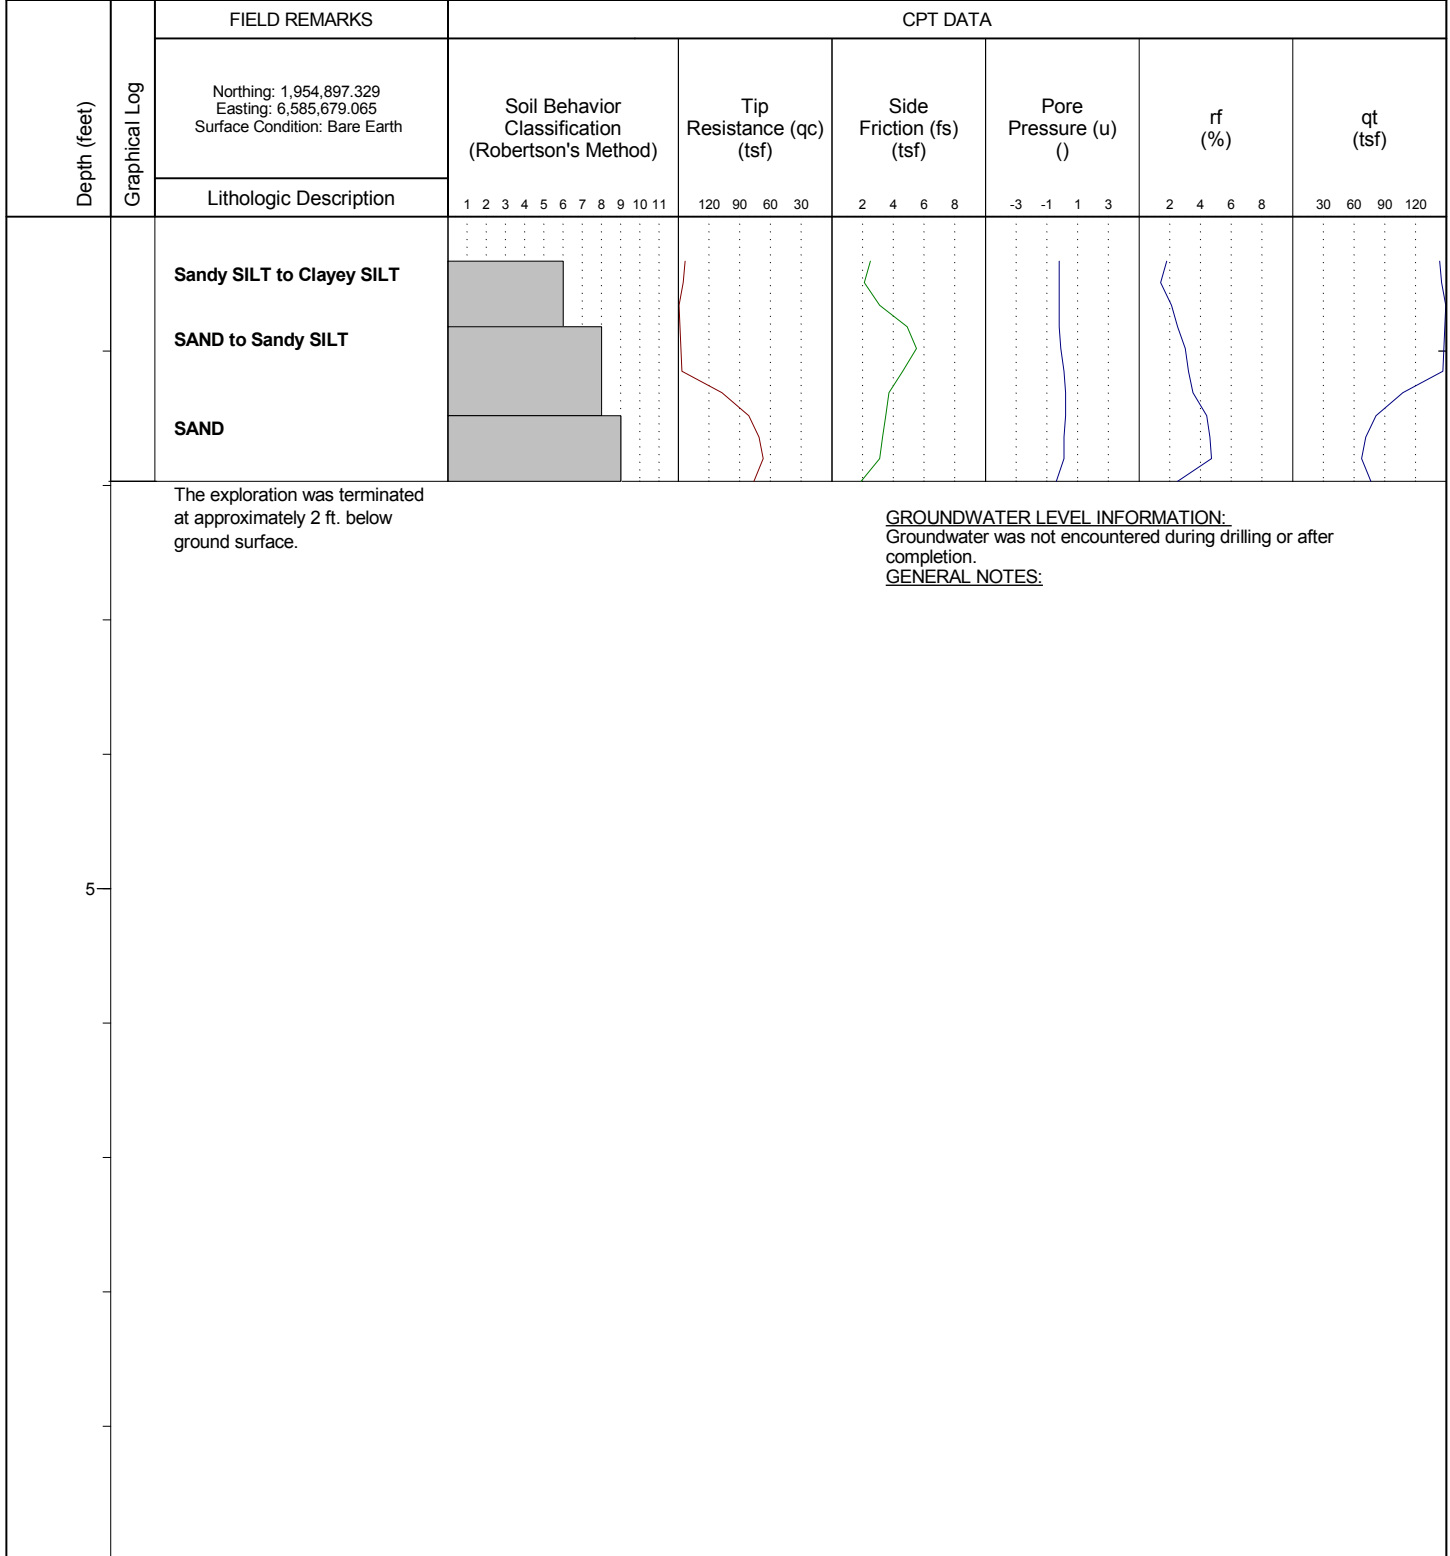 FIELD REMARKS
CPT DATA
Depth (feet)
Graphical Log
Northing: 1,954,897.329
Easting: 6,585,679.065
Surface Condition: Bare Earth
Lithologic Description
Soil Behavior
Classification
(Robertson's Method)
1 2 3 4 5 6 7 8 9 10 11
Tip
Resistance (qc)
(tsf)
120 90 60 30
Side
Friction (fs)
(tsf)
2 4 6 8
Pore
Pressure (u)
()
-3 -1 1 3
rf
(%)
2 4 6 8
qt
(tsf)
30 60 90 120
Sandy SILT to Clayey SILT
SAND to Sandy SILT
SAND
The exploration was terminated
at approximately 2 ft. below
ground surface.
GROUNDWATER LEVEL INFORMATION:
Groundwater was not encountered during drilling or after
completion.
GENERAL NOTES:
5